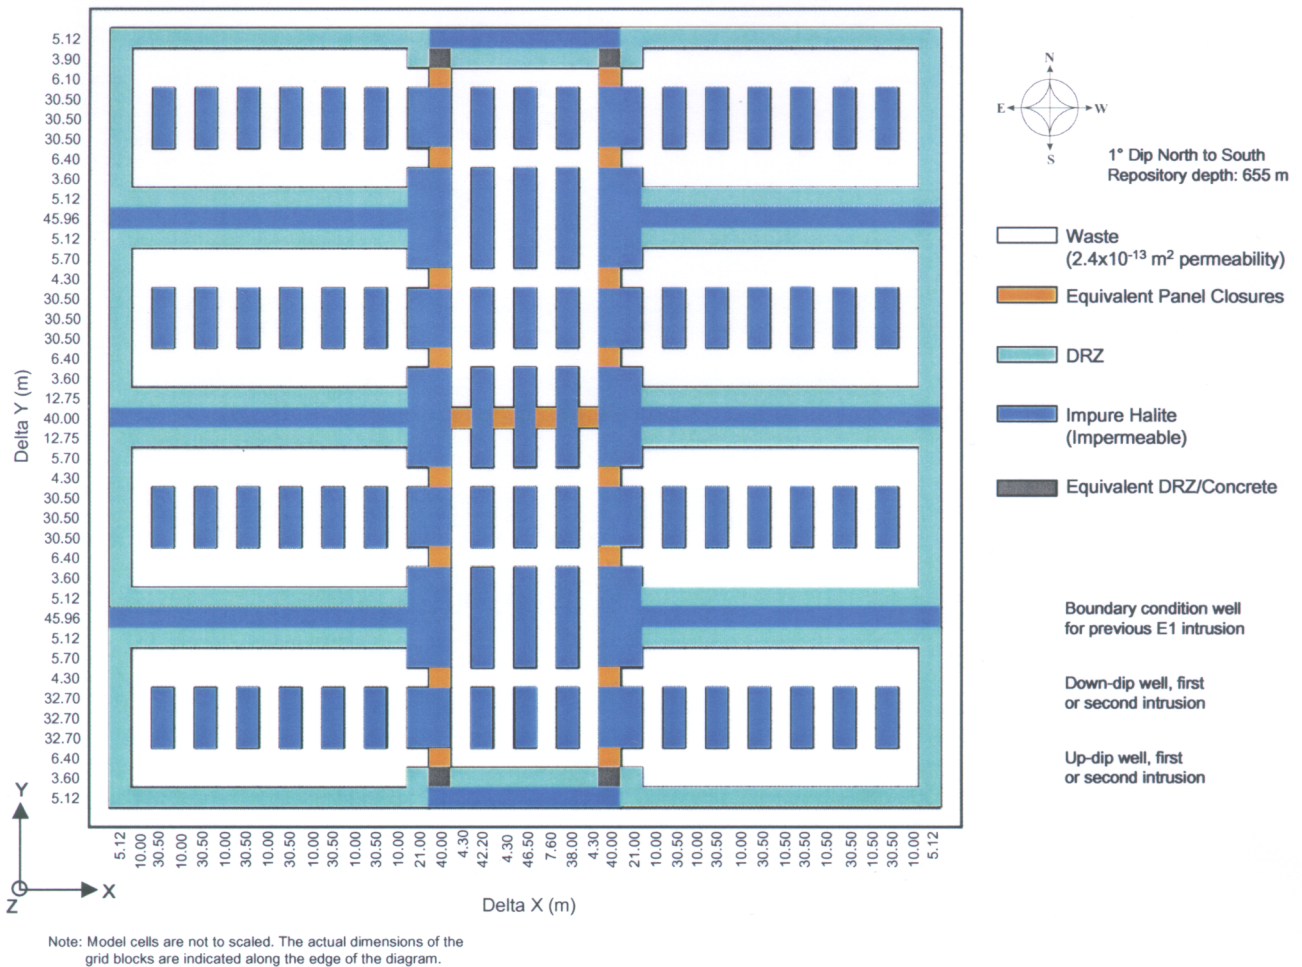 5.12
3.90
6.10
30.50
30.50
30.50
6.40
3.60
5.12
45.96
5.12
5.70
4.30
30.50
30.50
30.50
6.40
3.60
12.75
40.00
12.75
5.70
4.30
30.50
30.50
30.50
6.40
3.60
5.12
45.96
5.12
5.70
4.30
32.70
32.70
32.70
6.40
3.60
5.12
Delta Y (m)
N
E W
S
1° Dip North to South
Repository depth: 655 m
Waste
(2.4x10⁻¹³ m² permeability)
Equivalent Panel Closures
DRZ
Impure Halite
(Impermeable)
Equivalent DRZ/Concrete
Boundary condition well
for previous E1 intrusion
Down-dip well, first
or second intrusion
Up-dip well, first
or second intrusion
Y
X
Z
5.12 10.00 30.50 10.00 30.50 10.00 30.50 10.00 30.50 10.00 30.50 10.00 30.50 10.00 21.00 40.00 4.30 42.20 4.30 46.50 7.60 38.00 4.30 40.00 21.00 10.00 30.50 10.00 30.50 10.00 30.50 10.00 30.50 10.00 30.50 10.00 30.50 10.00 5.12
Delta X (m)
Note: Model cells are not to scaled. The actual dimensions of the
grid blocks are indicated along the edge of the diagram.